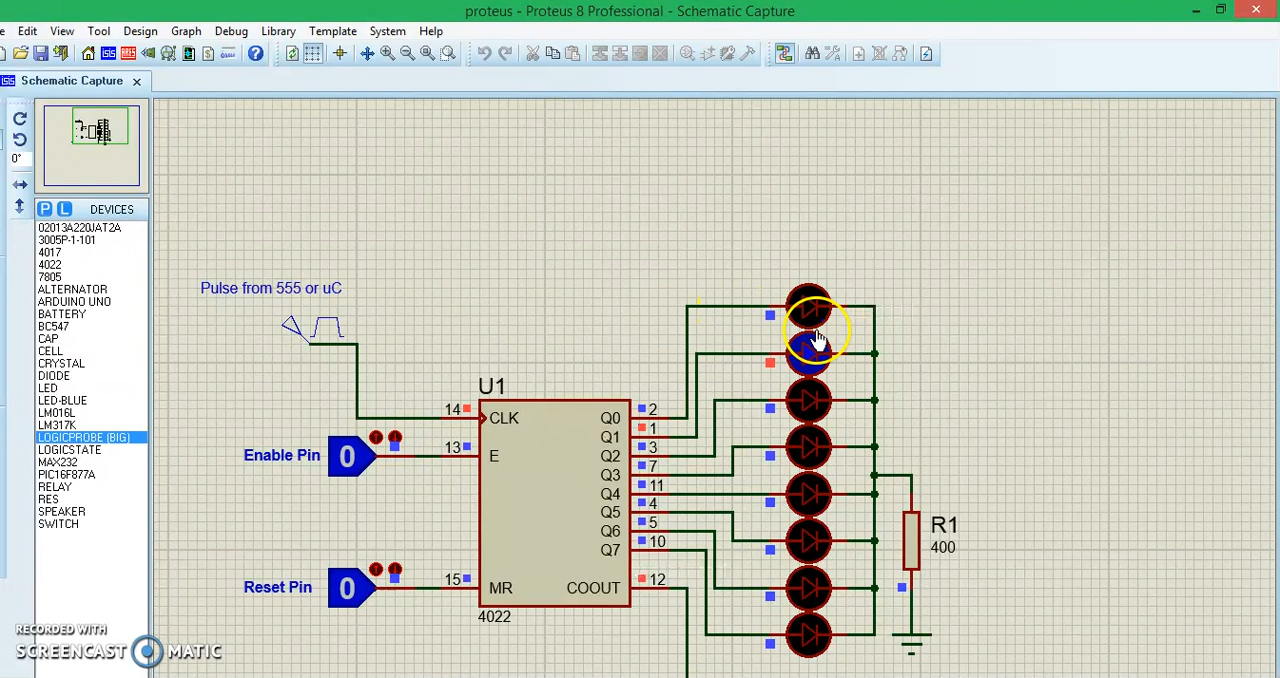 proteus - Proteus 8 Professional - Schematic Capture
Edit View Tool Design Graph Debug Library Template System Help
Schematic Capture
0°
P L DEVICES
02013A220JAT2A
3005P-1-101
4017
4022
7805
ALTERNATOR
ARDUINO UNO
BATTERY
BC547
CAP
CELL
CRYSTAL
DIODE
LED
LED-BLUE
LM016L
LM317K
LOGICPROBE (BIG)
LOGICSTATE
MAX232
PIC16F877A
RELAY
RES
SPEAKER
SWITCH
Pulse from 555 or uC
U1
14 CLK
Enable Pin 0 13 E
Reset Pin 0 15 MR
Q0 2
Q1 1
Q2 3
Q3 7
Q4 11
Q5 4
Q6 5
Q7 10
COOUT 12
4022
R1
400
RECORDED WITH
SCREENCAST MATIC